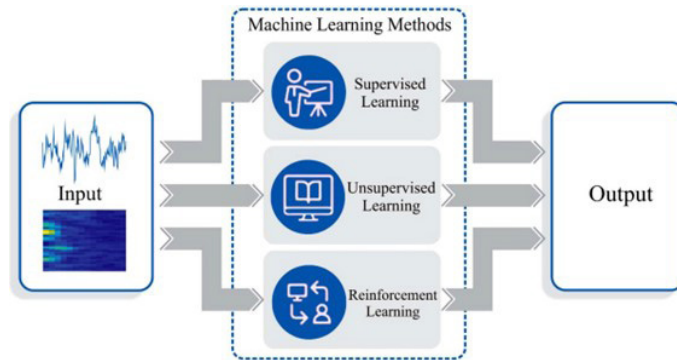 Machine Learning Methods
Supervised
Learning
Input
Unsupervised
Learning
Output
Reinforcement
Learning